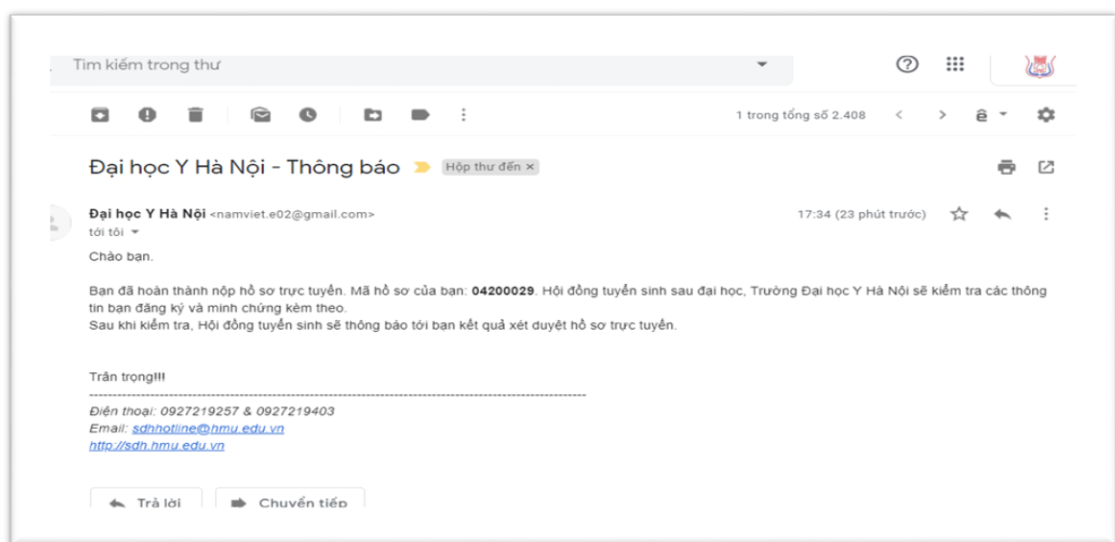 Tìm kiếm trong thư
1 trong tổng số 2.408
Đại học Y Hà Nội - Thông báo
Hộp thư đến ×
Đại học Y Hà Nội <namviet.e02@gmail.com>
17:34 (23 phút trước)
tới tôi
Chào bạn.
Bạn đã hoàn thành nộp hồ sơ trực tuyến. Mã hồ sơ của bạn: 04200029. Hội đồng tuyển sinh sau đại học, Trường Đại học Y Hà Nội sẽ kiểm tra các thông
tin bạn đăng ký và minh chứng kèm theo.
Sau khi kiểm tra, Hội đồng tuyển sinh sẽ thông báo tới bạn kết quả xét duyệt hồ sơ trực tuyến.
Trân trọng!!!
Điện thoại: 0927219257 & 0927219403
Email: sdhhotline@hmu.edu.vn
http://sdh.hmu.edu.vn
Trả lời
Chuyển tiếp